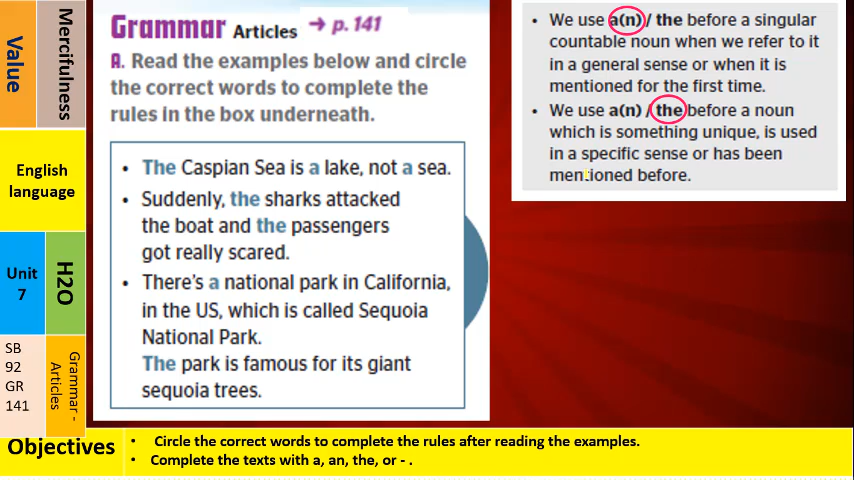 Value
Mercifulness
English
language
Unit
7
H2O
SB
92
GR
141
Grammar -
Articles
Grammar Articles → p. 141
A. Read the examples below and circle
the correct words to complete the
rules in the box underneath.
• The Caspian Sea is a lake, not a sea.
• Suddenly, the sharks attacked
the boat and the passengers
got really scared.
• There's a national park in California,
in the US, which is called Sequoia
National Park.
The park is famous for its giant
sequoia trees.
• We use a(n) / the before a singular
countable noun when we refer to it
in a general sense or when it is
mentioned for the first time.
• We use a(n) / the before a noun
which is something unique, is used
in a specific sense or has been
mentioned before.
Objectives
• Circle the correct words to complete the rules after reading the examples.
• Complete the texts with a, an, the, or - .